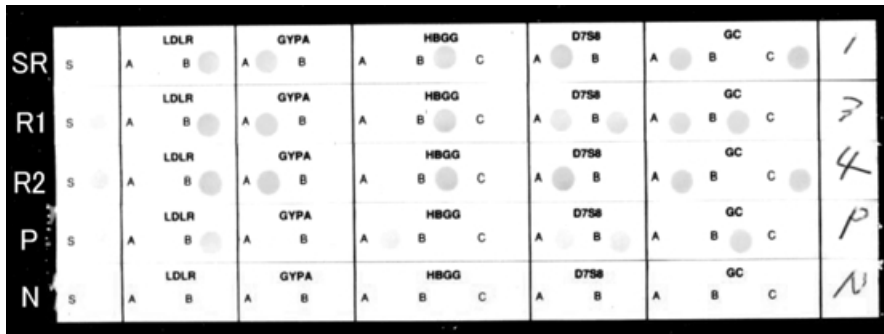 LDLR GYPA HBGG D7S8 GC
SR S A B A B A B C A B A B C 1
LDLR GYPA HBGG D7S8 GC
R1 S A B A B A B C A B A B C 3
LDLR GYPA HBGG D7S8 GC
R2 S A B A B A B C A B A B C 4
LDLR GYPA HBGG D7S8 GC
P S A B A B A B C A B A B C P
LDLR GYPA HBGG D7S8 GC
N S A B A B A B C A B A B C N